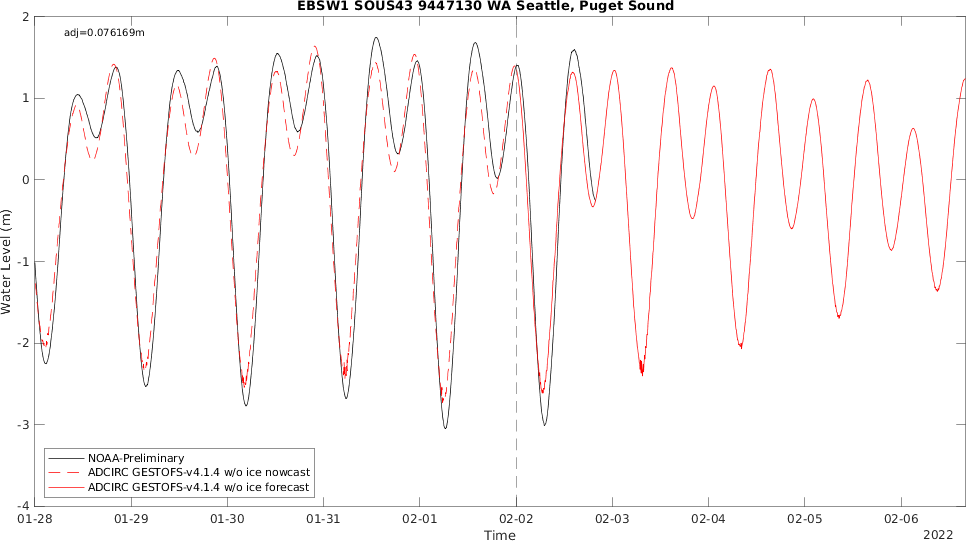 EBSW1 SOUS43 9447130 WA Seattle, Puget Sound
adj=0.076169m
2
1
0
-1
-2
-3
-4
Water Level (m)
NOAA-Preliminary
ADCIRC GESTOFS-v4.1.4 w/o ice nowcast
ADCIRC GESTOFS-v4.1.4 w/o ice forecast
01-28 01-29 01-30 01-31 02-01 02-02 02-03 02-04 02-05 02-06
Time
2022